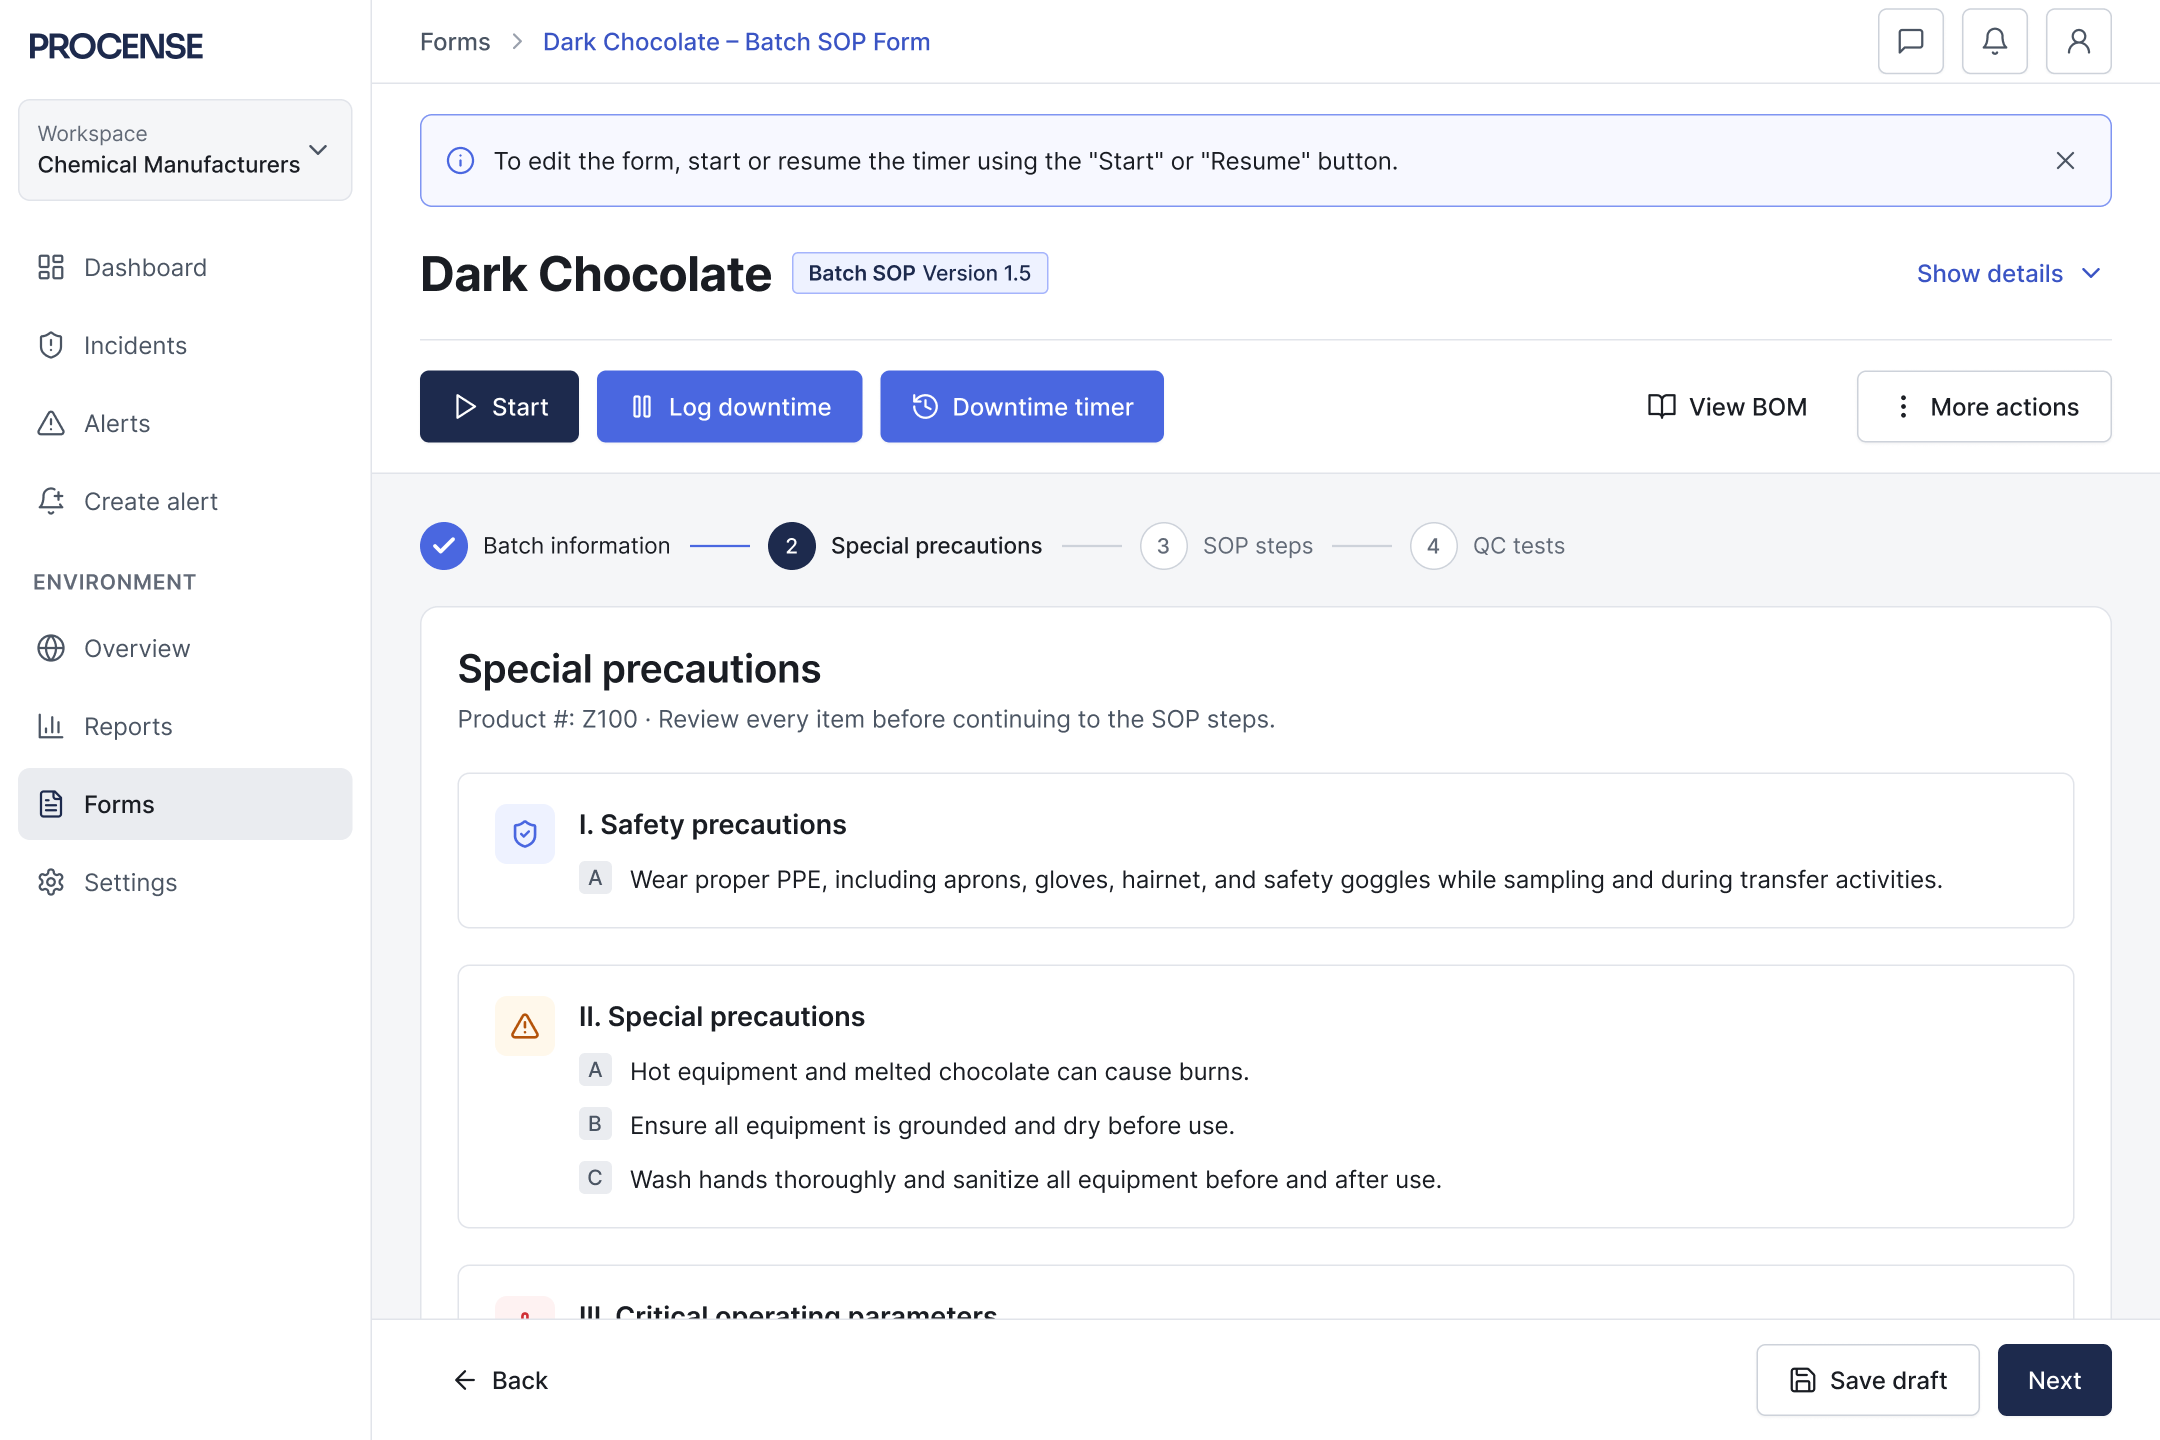 PROCENSE
Workspace
Chemical Manufacturers
Dashboard
Incidents
Alerts
Create alert
ENVIRONMENT
Overview
Reports
Forms
Settings
Forms > Dark Chocolate – Batch SOP Form
To edit the form, start or resume the timer using the "Start" or "Resume" button.
Dark Chocolate
Batch SOP Version 1.5
Show details
Start
Log downtime
Downtime timer
View BOM
More actions
Batch information
2 Special precautions
3 SOP steps
4 QC tests
Special precautions
Product #: Z100 · Review every item before continuing to the SOP steps.
I. Safety precautions
A Wear proper PPE, including aprons, gloves, hairnet, and safety goggles while sampling and during transfer activities.
II. Special precautions
A Hot equipment and melted chocolate can cause burns.
B Ensure all equipment is grounded and dry before use.
C Wash hands thoroughly and sanitize all equipment before and after use.
III. Critical operating parameters
Back
Save draft
Next